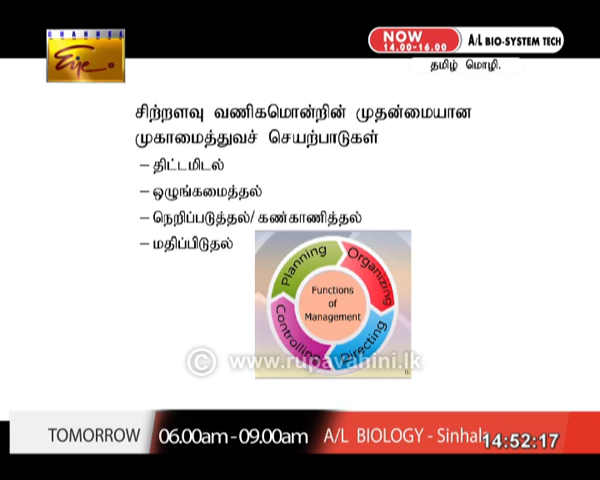 CHANNEL
Eye
NOW
14.00-16.00
A/L BIO-SYSTEM TECH
தமிழ் மொழி.
சிற்றளவு வணிகமொன்றின் முதன்மையான
முகாமைத்துவச் செயற்பாடுகள்
– திட்டமிடல்
– ஒழுங்கமைத்தல்
– நெறிப்படுத்தல்/ கண்காணித்தல்
– மதிப்பிடுதல்
Planning
Organizing
Functions
of
Management
Controlling
Directing
© www.rupavahini.lk
TOMORROW 06.00am - 09.00am A/L BIOLOGY - Sinhala
14:52:17